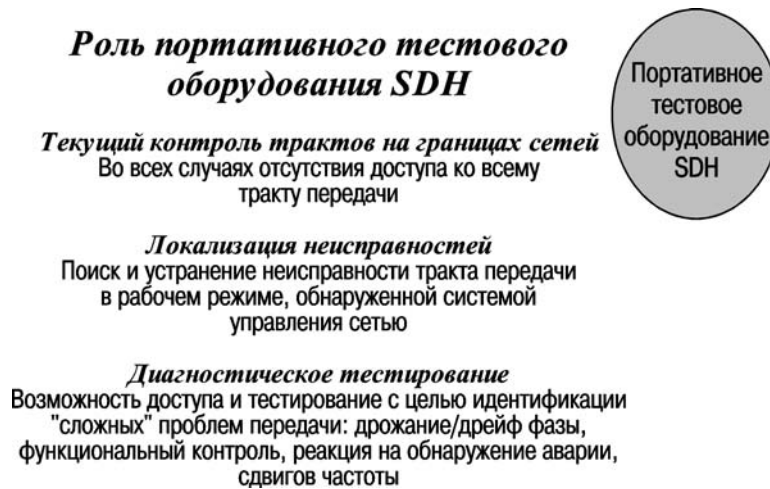 Роль портативного тестового
оборудования SDH
Портативное
тестовое
оборудование
SDH
Текущий контроль трактов на границах сетей
Во всех случаях отсутствия доступа ко всему
тракту передачи
Локализация неисправностей
Поиск и устранение неисправности тракта передачи
в рабочем режиме, обнаруженной системой
управления сетью
Диагностическое тестирование
Возможность доступа и тестирование с целью идентификации
"сложных" проблем передачи: дрожание/дрейф фазы,
функциональный контроль, реакция на обнаружение аварии,
сдвигов частоты